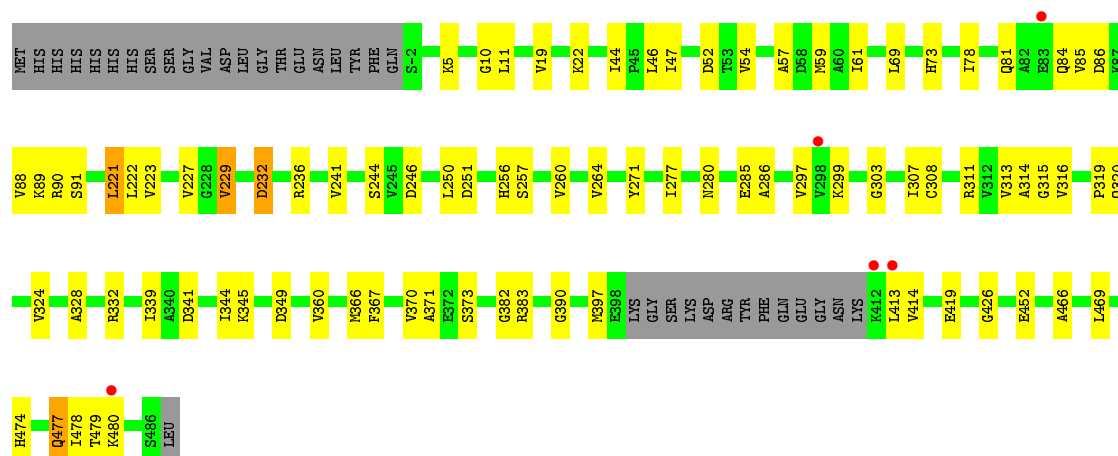 MET HIS HIS HIS HIS HIS HIS SER SER GLY VAL ASP LEU GLY THR GLU ASN LEU TYR PHE GLN S-2 K5 G10 L11 V19 K22 I44 P45 L46 I47 D52 T53 V54 A57 D58 M59 A60 I61 L69 H73 I78 Q81 A82 E83 Q84 V85 D86 K87
V88 K89 R90 S91 L221 L222 V223 V227 G228 V229 D232 R236 V241 S244 V245 D246 L250 D251 H256 S257 V260 V264 Y271 I277 N280 E285 A286 V297 V298 K299 G303 I307 C308 R311 V312 V313 A314 G315 V316 P319
V324 A328 R332 I339 A340 D341 I344 K345 D349 V360 M366 F367 V370 A371 E372 S373 G382 R383 G390 M397 E398 LYS GLY SER LYS ASP ARG TYR PHE GLN GLU GLY ASN LYS K412 L413 V414 E419 G426 E452 A466 L469
H474 Q477 I478 T479 K480 S486 LEU